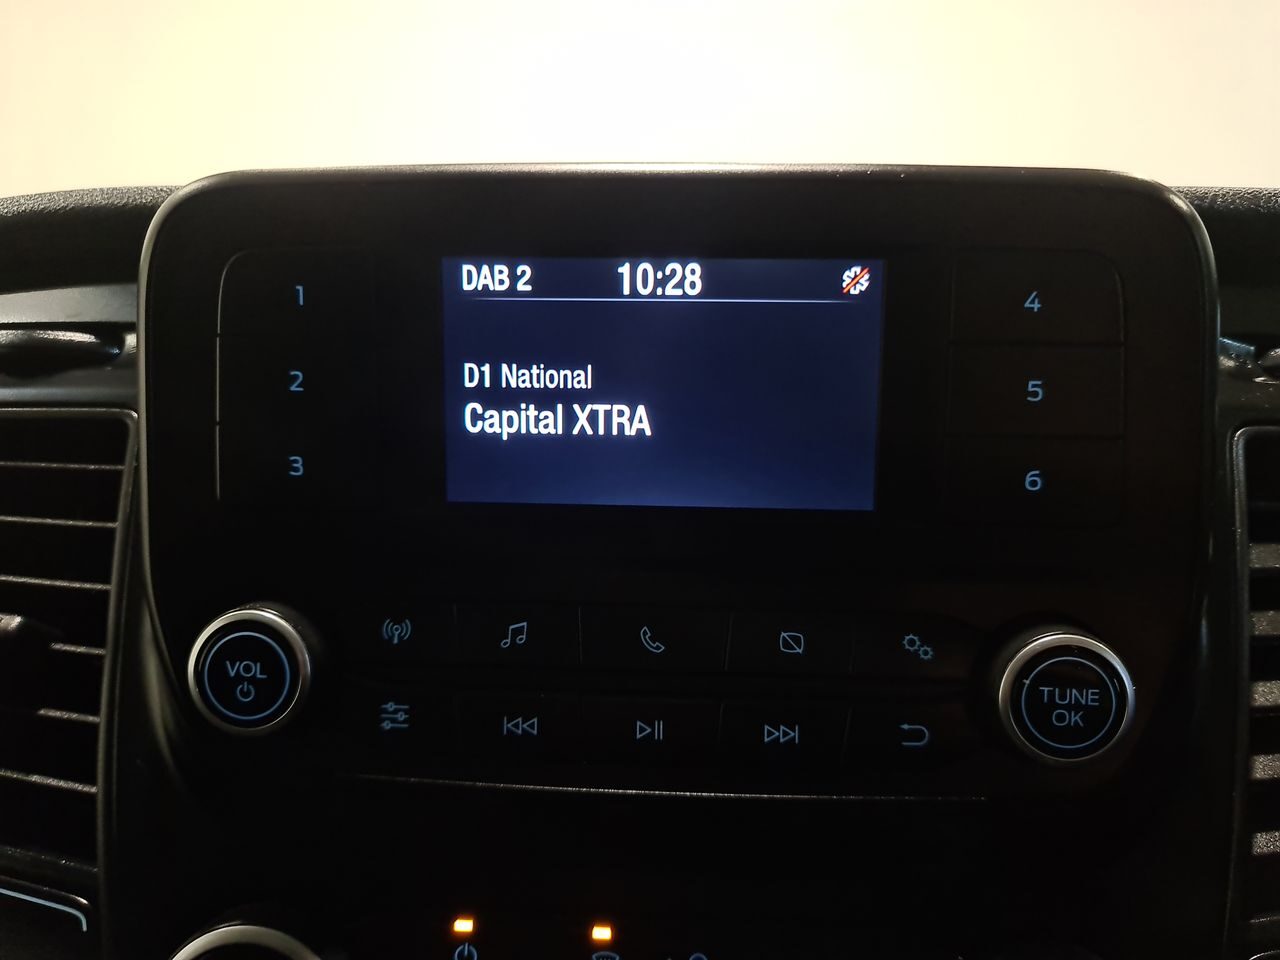 DAB 2 10:28
D1 National
Capital XTRA
1
2
3
4
5
6
VOL
TUNE
OK